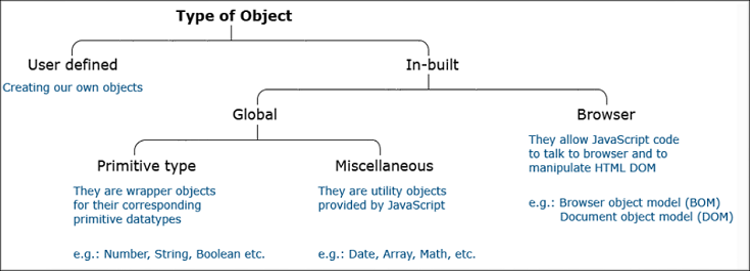 Type of Object
User defined
In-built
Creating our own objects
Global
Browser
Primitive type
Miscellaneous
They allow JavaScript code
to talk to browser and to
manipulate HTML DOM
They are wrapper objects
for their corresponding
primitive datatypes
They are utility objects
provided by JavaScript
e.g.: Browser object model (BOM)
Document object model (DOM)
e.g.: Number, String, Boolean etc.
e.g.: Date, Array, Math, etc.